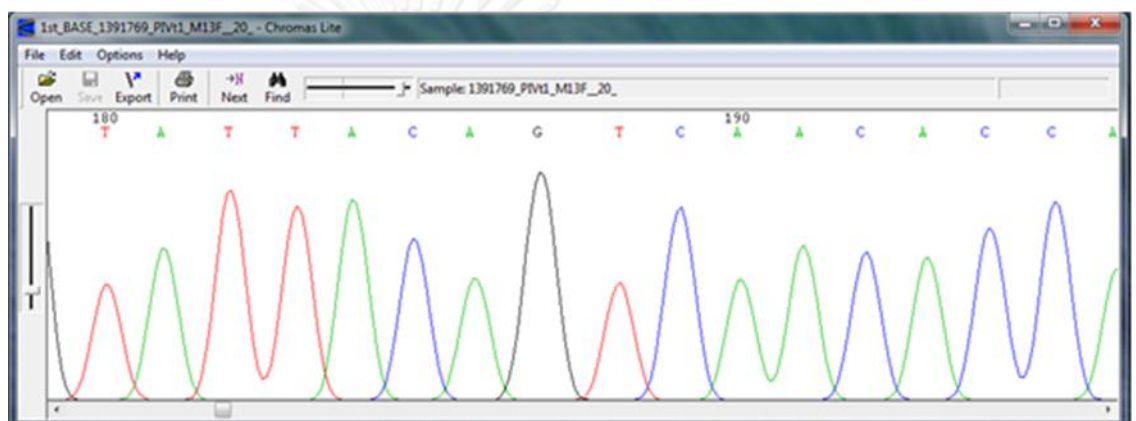 1st_BASE_1391769_PIVt1_M13F__20_ - Chromas Lite
File Edit Options Help
Open Save Export Print Next Find Sample: 1391769_PIVt1_M13F__20_
180 190
T A T T A C A G T C A A C A C C A